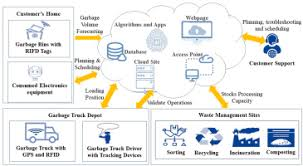 Customer's Home
Garbage Bins with
RIFD Tags
Consumed Electronics
equipment
Garbage
Volume
Forecasting
Planning &
Scheduling
Loading
Position
Algorithms and Apps
Webpage
Database
Cloud Site
Access Point
Planning, troubleshooting
and scheduling
Customer Support
Validate Operations
Stocks Processing
Capacity
Garbage Truck Depot
Garbage Truck with
GPS and RFID
Garbage Truck Driver
with Tracking Devices
Waste Management Sites
Sorting
Recycling
Incineration
Composting